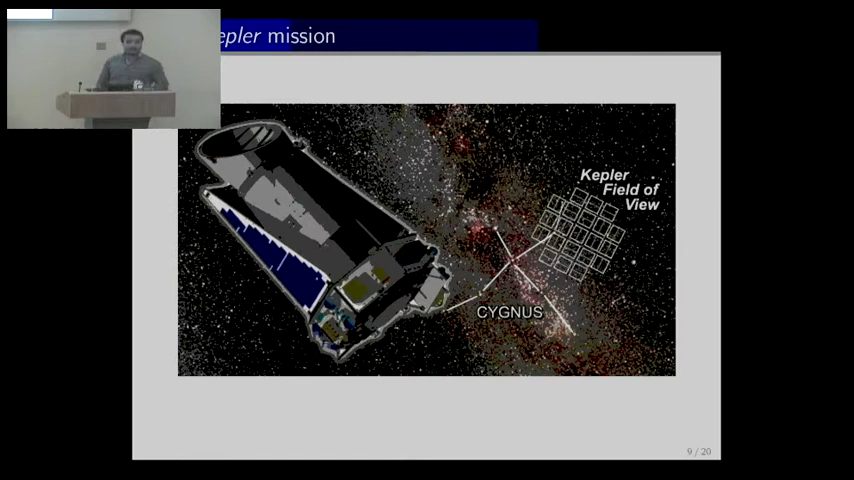 epler mission
Kepler
Field of
View
CYGNUS
9 / 20